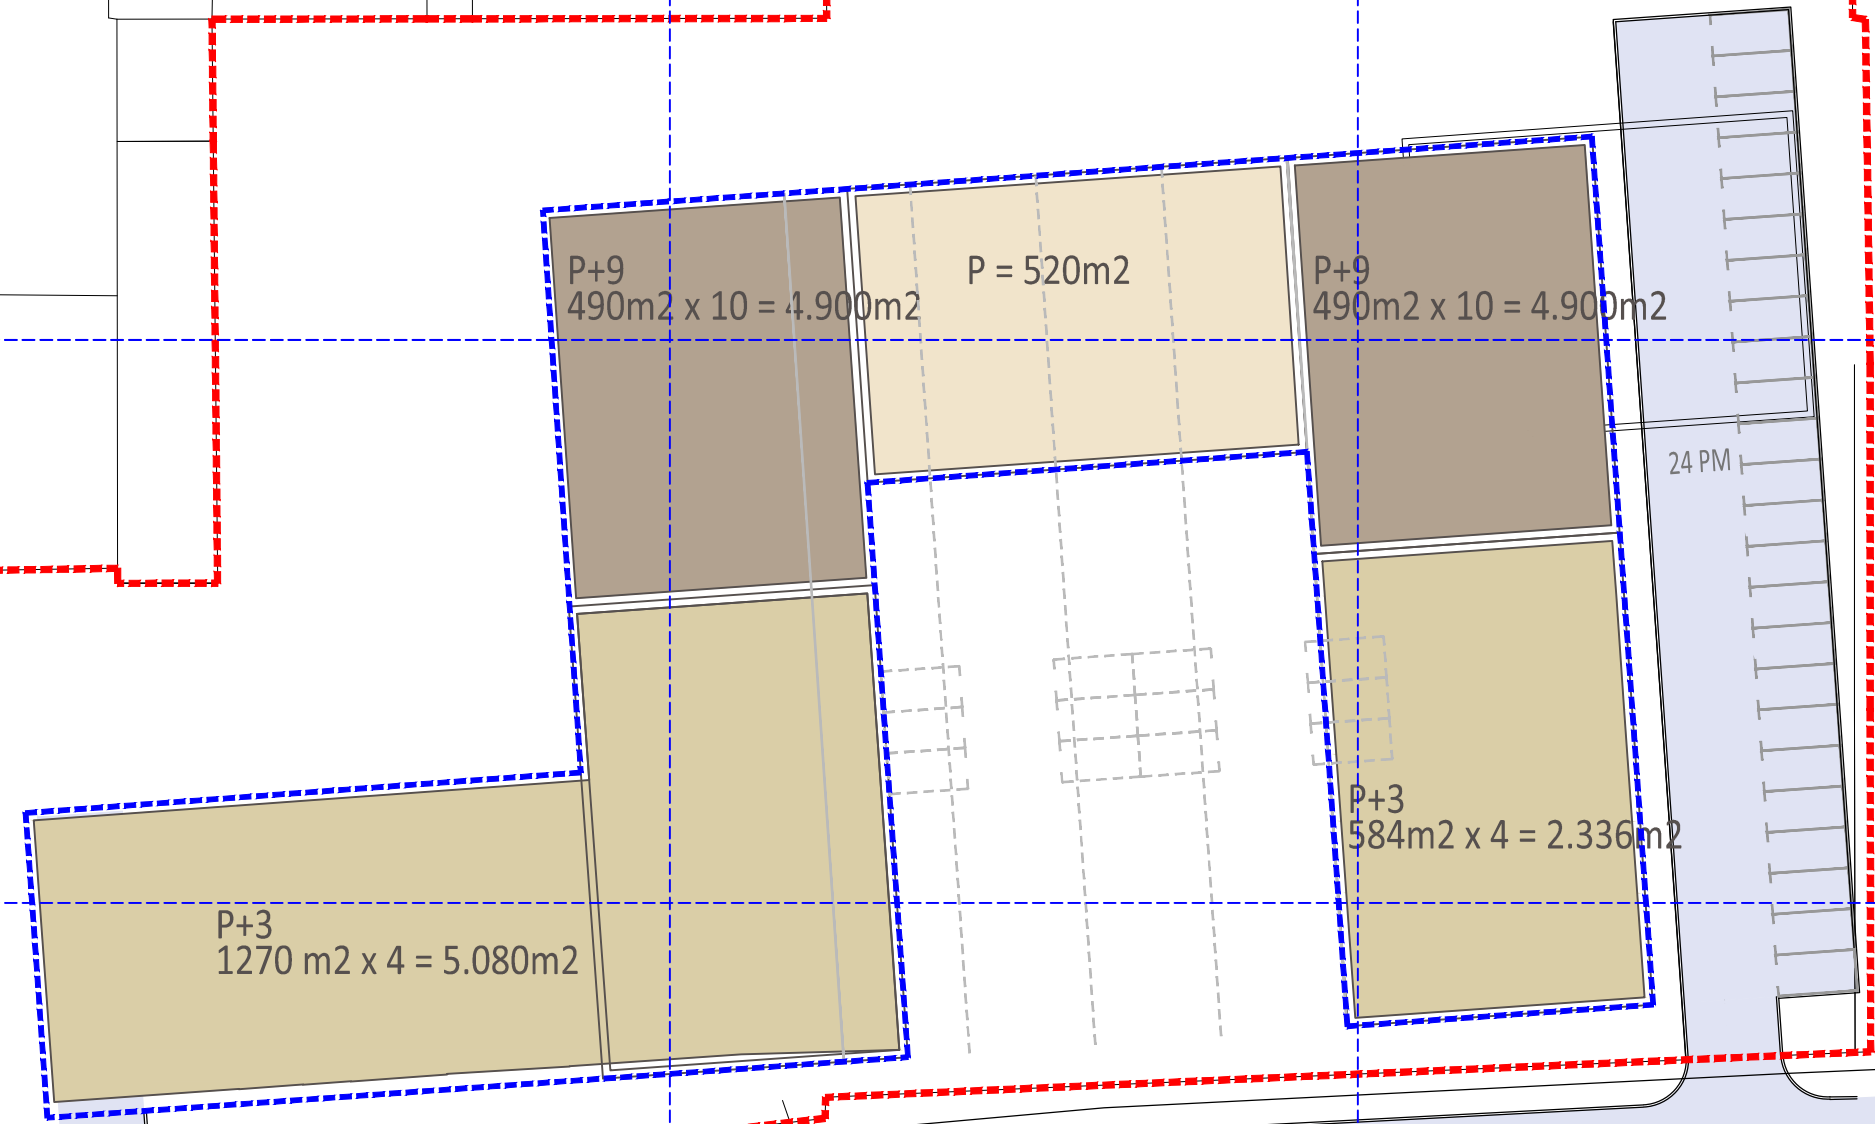 P+9
490m2 x 10 = 4.900m2
P = 520m2
P+9
490m2 x 10 = 4.900m2
24 PM
P+3
584m2 x 4 = 2.336m2
P+3
1270 m2 x 4 = 5.080m2